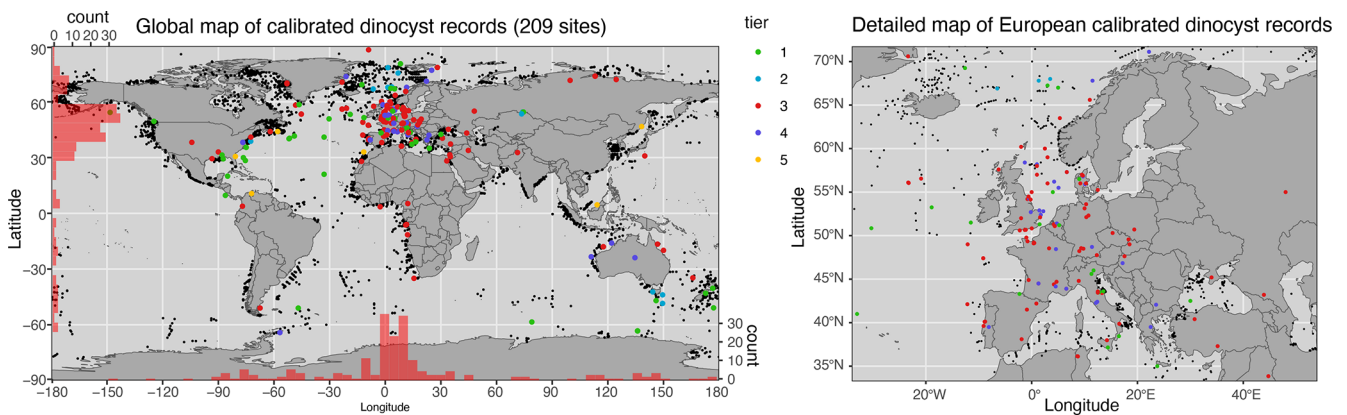 count
0 10 20 30
Global map of calibrated dinocyst records (209 sites)
90
60
30
0
−30
−60
−90
Latitude
−180 −150 −120 −90 −60 −30 0 30 60 90 120 150 180
Longitude
30
20
10
0
count
tier
1
2
3
4
5
Detailed map of European calibrated dinocyst records
70°N
65°N
60°N
55°N
50°N
45°N
40°N
35°N
Latitude
20°W 0° 20°E 40°E
Longitude